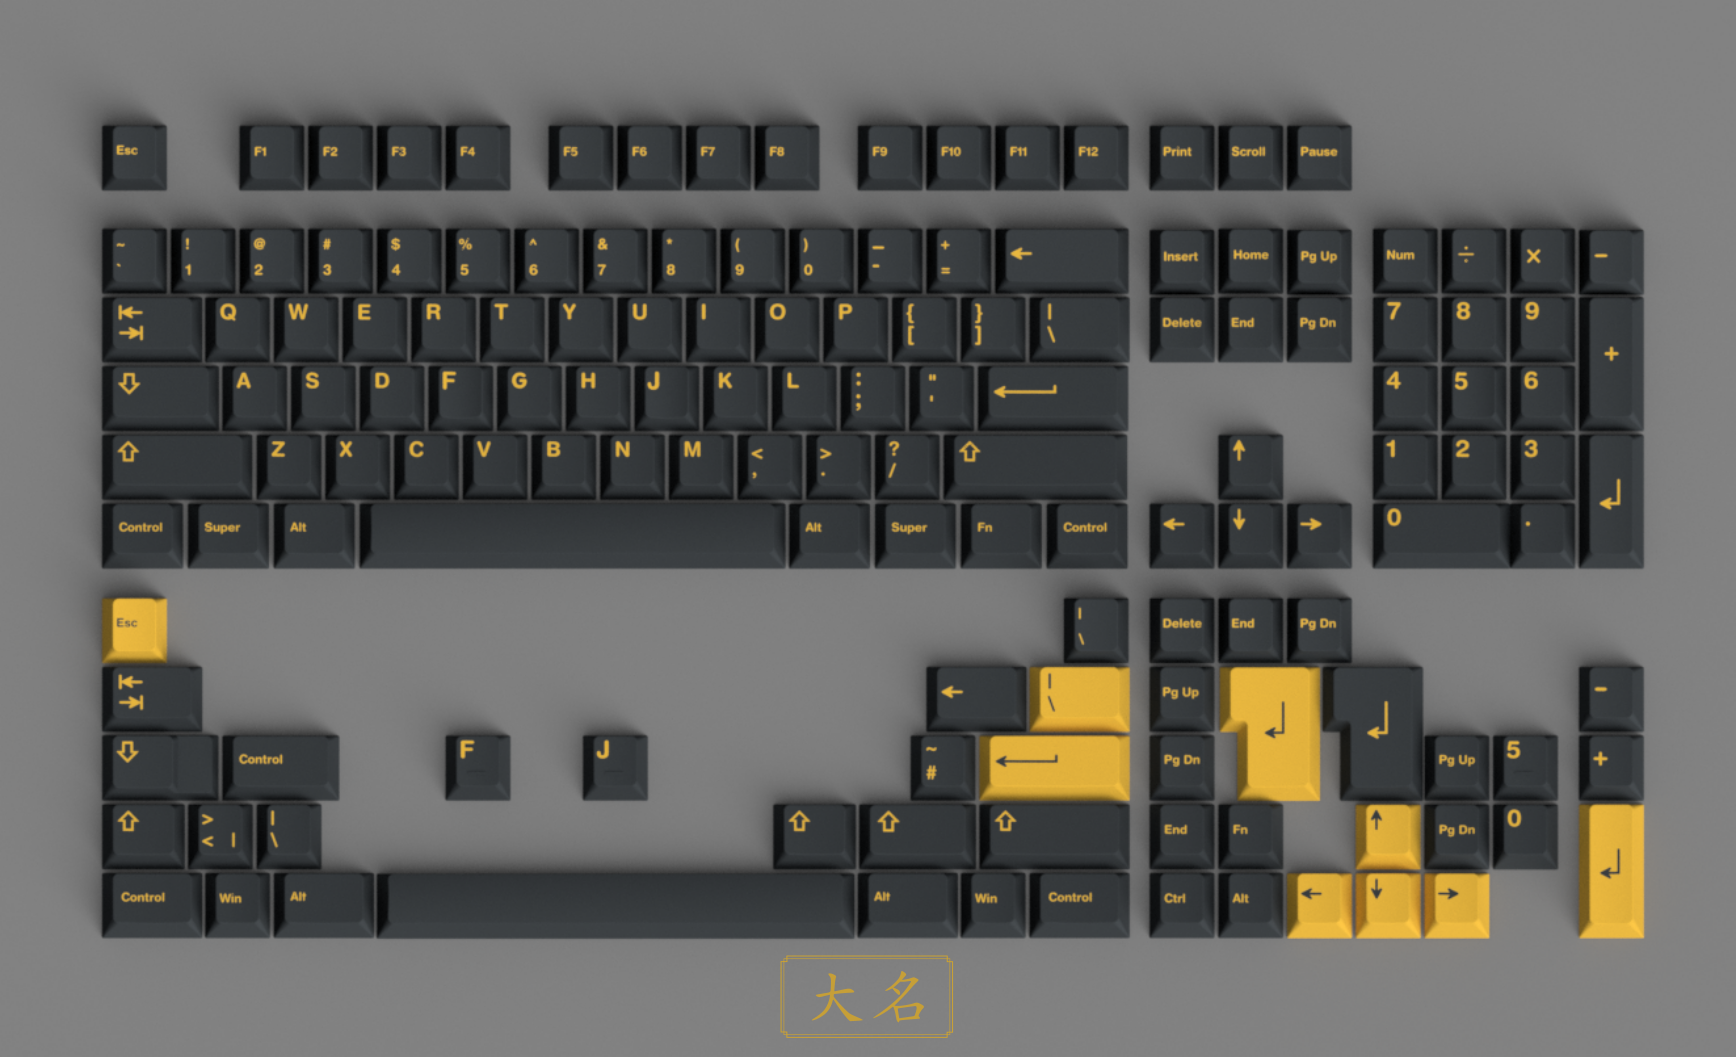 Esc F1 F2 F3 F4 F5 F6 F7 F8 F9 F10 F11 F12 Print Scroll Pause
~ ! @ # $ % ^ & * ( ) — +
` 1 2 3 4 5 6 7 8 9 0 - = ← Insert Home Pg Up Num ÷ × −
⇤ Q W E R T Y U I O P { } | 7 8 9
⇥ [ ] \ Delete End Pg Dn +
⇩ A S D F G H J K L : " 4 5 6
; ' ←
⇧ Z X C V B N M < > ? ⇧ ↑ 1 2 3
, . / ↵
Control Super Alt Alt Super Fn Control ← ↓ → 0 .
Esc | Delete End Pg Dn
\
⇤ ← | Pg Up ↵ ↵ −
⇥ \
⇩ Control F J ~ ← Pg Dn Pg Up 5 +
#
⇧ > | ⇧ ⇧ ⇧ End Fn ↑ Pg Dn 0
< | \ ↵
Control Win Alt Alt Win Control Ctrl Alt ← ↓ →
大名